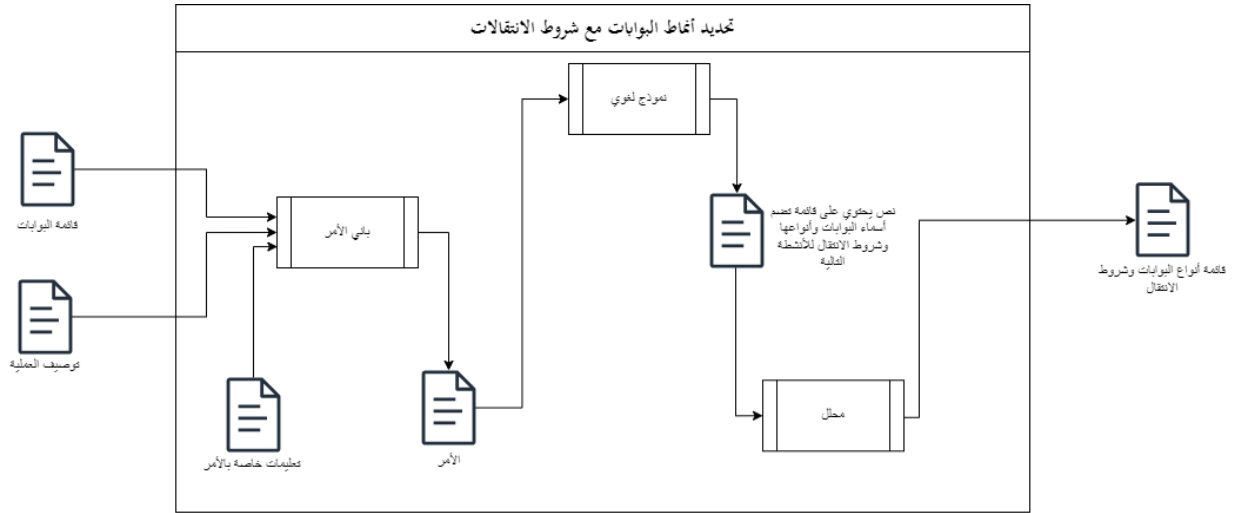 تحديد أنماط البوابات مع شروط الانتقالات
نموذج لغوي
قائمة البوابات
باني الأمر
نص يحتوي على قائمة تضم
أسماء البوابات وأنواعها
وشروط الانتقال للأنشطة
التالية
قائمة أنواع البوابات وشروط
الانتقال
توصيف العملية
تعليمات خاصة بالأمر
الأمر
محلل